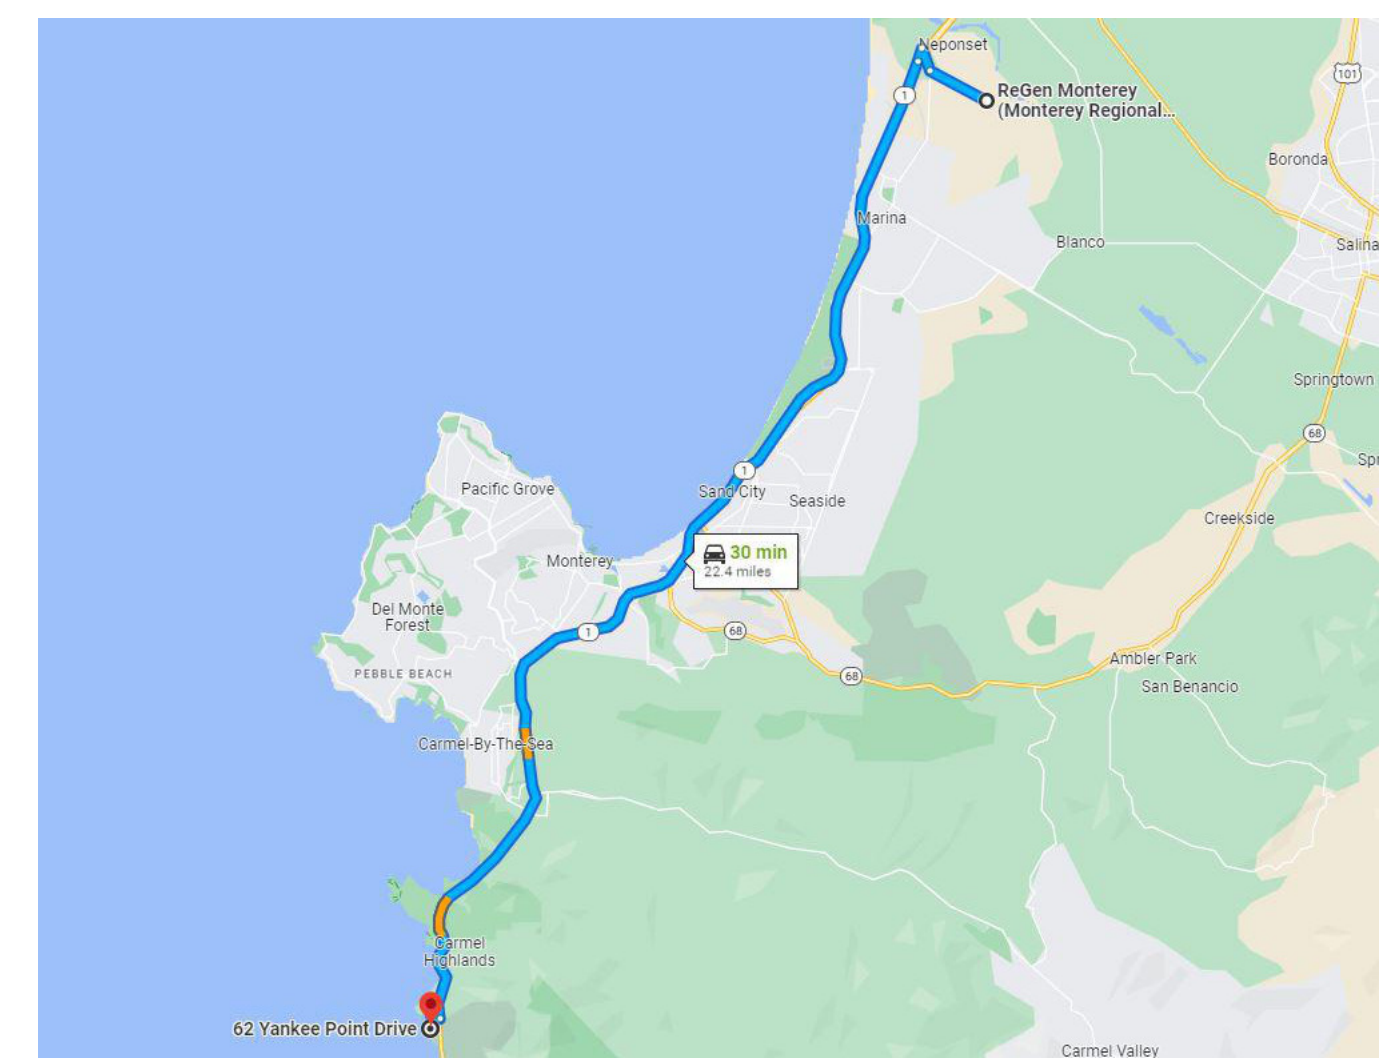 Neponset
101
ReGen Monterey
(Monterey Regional...
1
Boronda
Marina
Blanco
Salina
Springtown
68
Spr
1
Sand City
Seaside
Pacific Grove
Creekside
30 min
22.4 miles
Monterey
Del Monte
Forest
1
68
Ambler Park
PEBBLE BEACH
68
San Benancio
Carmel-By-The-Sea
Carmel
Highlands
62 Yankee Point Drive
Carmel Valley